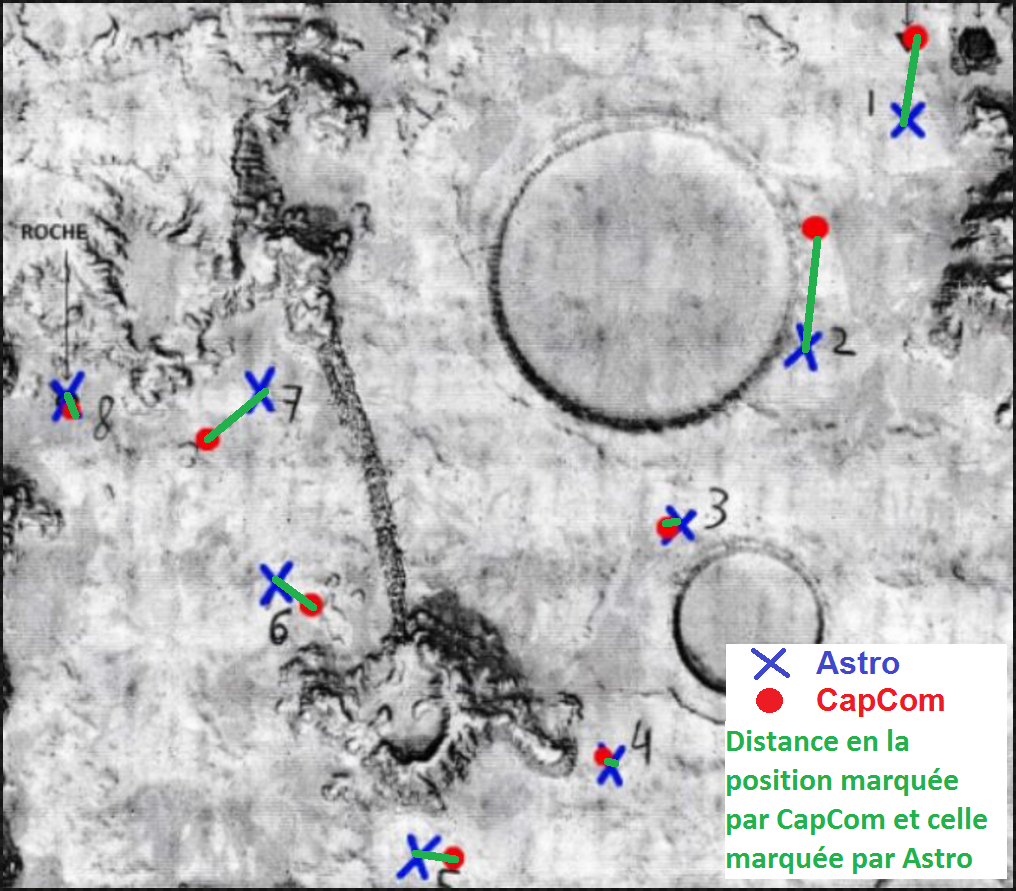 1
ROCHE
2
7
8
3
6
4
5
Astro
CapCom
Distance en la
position marquée
par CapCom et celle
marquée par Astro